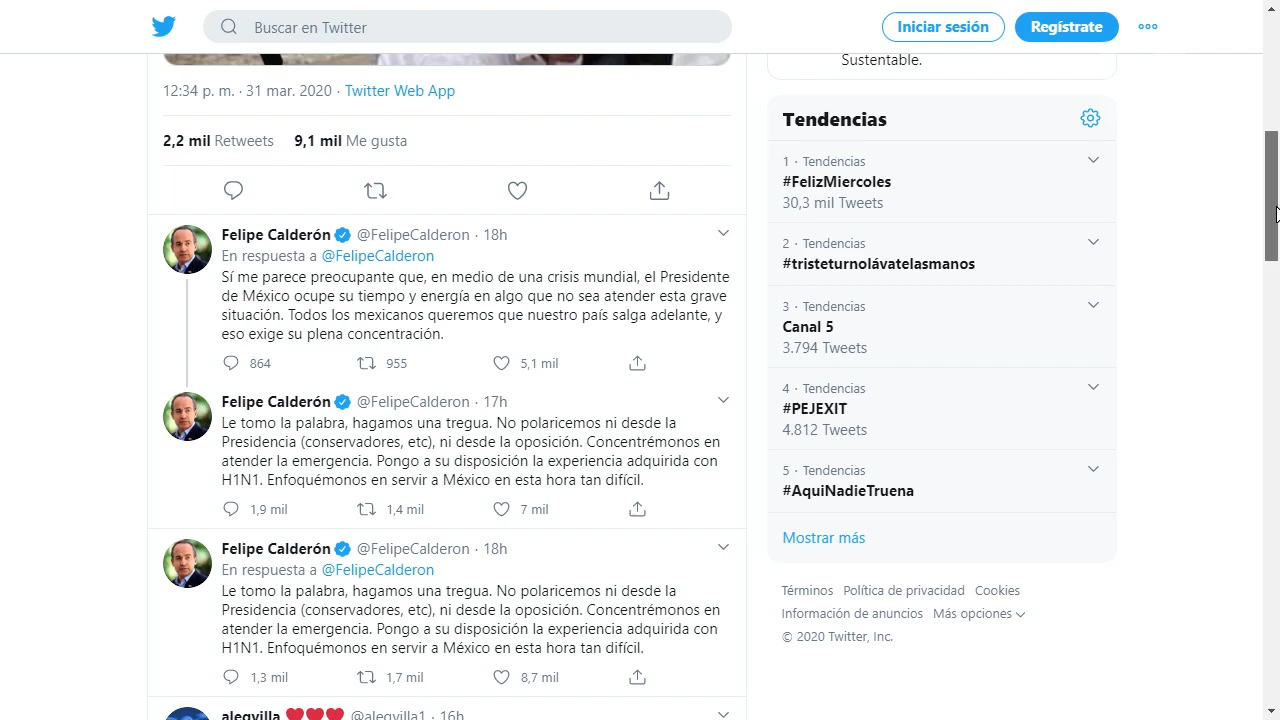 Buscar en Twitter
Iniciar sesión
Regístrate
Sustentable.
12:34 p. m. · 31 mar. 2020 · Twitter Web App
2,2 mil Retweets 9,1 mil Me gusta
Felipe Calderón @FelipeCalderon · 18h
En respuesta a @FelipeCalderon
Sí me parece preocupante que, en medio de una crisis mundial, el Presidente
de México ocupe su tiempo y energía en algo que no sea atender esta grave
situación. Todos los mexicanos queremos que nuestro país salga adelante, y
eso exige su plena concentración.
864 955 5,1 mil
Felipe Calderón @FelipeCalderon · 17h
Le tomo la palabra, hagamos una tregua. No polaricemos ni desde la
Presidencia (conservadores, etc), ni desde la oposición. Concentrémonos en
atender la emergencia. Pongo a su disposición la experiencia adquirida con
H1N1. Enfoquémonos en servir a México en esta hora tan difícil.
1,9 mil 1,4 mil 7 mil
Felipe Calderón @FelipeCalderon · 18h
En respuesta a @FelipeCalderon
Le tomo la palabra, hagamos una tregua. No polaricemos ni desde la
Presidencia (conservadores, etc), ni desde la oposición. Concentrémonos en
atender la emergencia. Pongo a su disposición la experiencia adquirida con
H1N1. Enfoquémonos en servir a México en esta hora tan difícil.
1,3 mil 1,7 mil 8,7 mil
alegvilla @alegvilla1 · 16h
Tendencias
1 · Tendencias
#FelizMiercoles
30,3 mil Tweets
2 · Tendencias
#tristeturnolávatelasmanos
3 · Tendencias
Canal 5
3.794 Tweets
4 · Tendencias
#PEJEXIT
4.812 Tweets
5 · Tendencias
#AquiNadieTruena
Mostrar más
Términos Política de privacidad Cookies
Información de anuncios Más opciones
© 2020 Twitter, Inc.